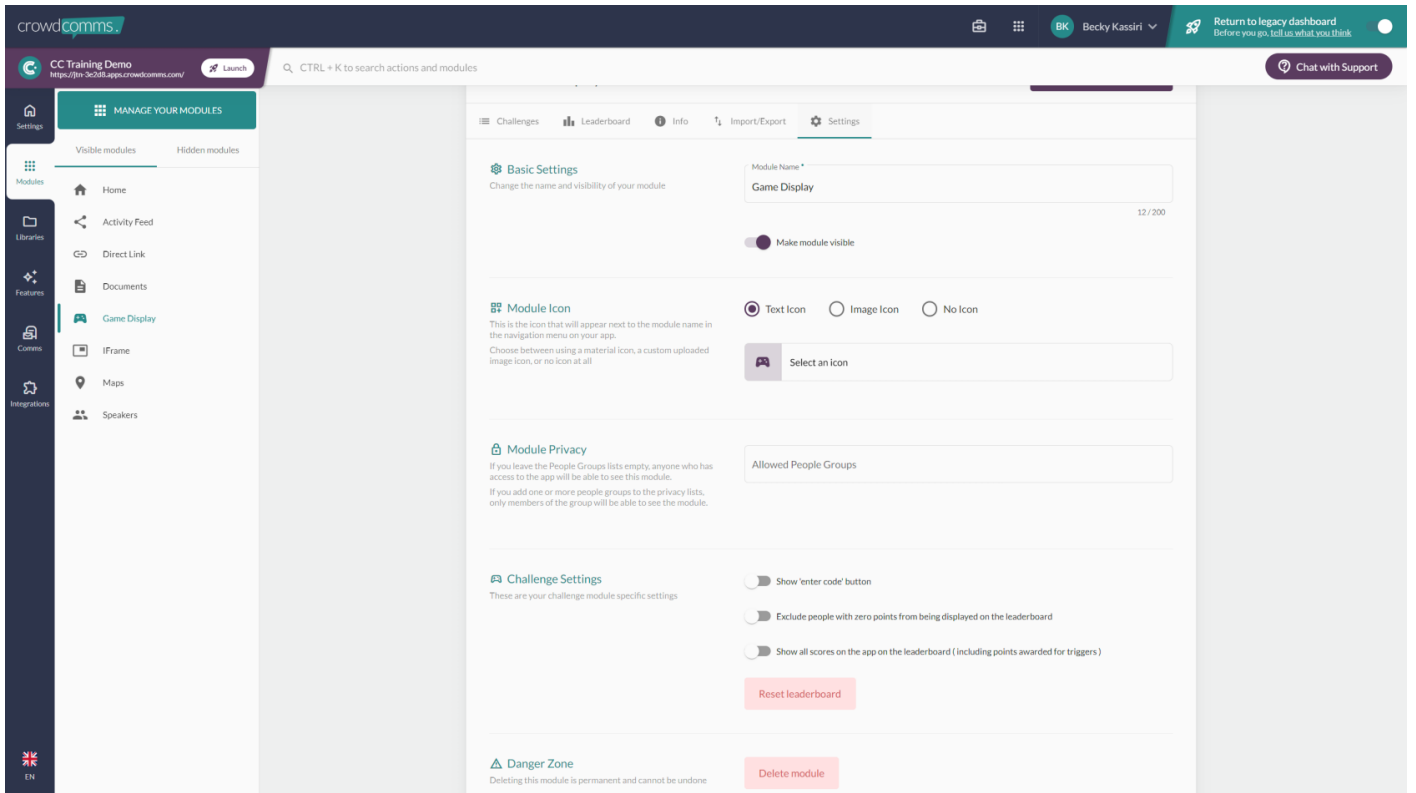 crowdcomms.
BK Becky Kassiri
Return to legacy dashboard
Before you go, tell us what you think
CC Training Demo
https://jtn-3e2d8.apps.crowdcomms.com/
Launch
CTRL + K to search actions and modules
Chat with Support
Settings
Modules
Libraries
Features
Comms
Integrations
EN
MANAGE YOUR MODULES
Visible modules Hidden modules
Home
Activity Feed
Direct Link
Documents
Game Display
IFrame
Maps
Speakers
Challenges Leaderboard Info Import/Export Settings
Basic Settings
Change the name and visibility of your module
Module Name *
Game Display
12 / 200
Make module visible
Module Icon
This is the icon that will appear next to the module name in
the navigation menu on your app.
Choose between using a material icon, a custom uploaded
image icon, or no icon at all
Text Icon Image Icon No Icon
Select an icon
Module Privacy
If you leave the People Groups lists empty, anyone who has
access to the app will be able to see this module.
If you add one or more people groups to the privacy lists,
only members of the group will be able to see the module.
Allowed People Groups
Challenge Settings
These are your challenge module specific settings
Show 'enter code' button
Exclude people with zero points from being displayed on the leaderboard
Show all scores on the app on the leaderboard ( including points awarded for triggers )
Reset leaderboard
Danger Zone
Deleting this module is permanent and cannot be undone
Delete module